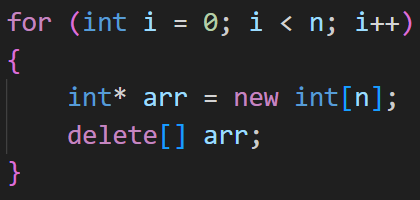 for (int i = 0; i < n; i++)
{
    int* arr = new int[n];
    delete[] arr;
}